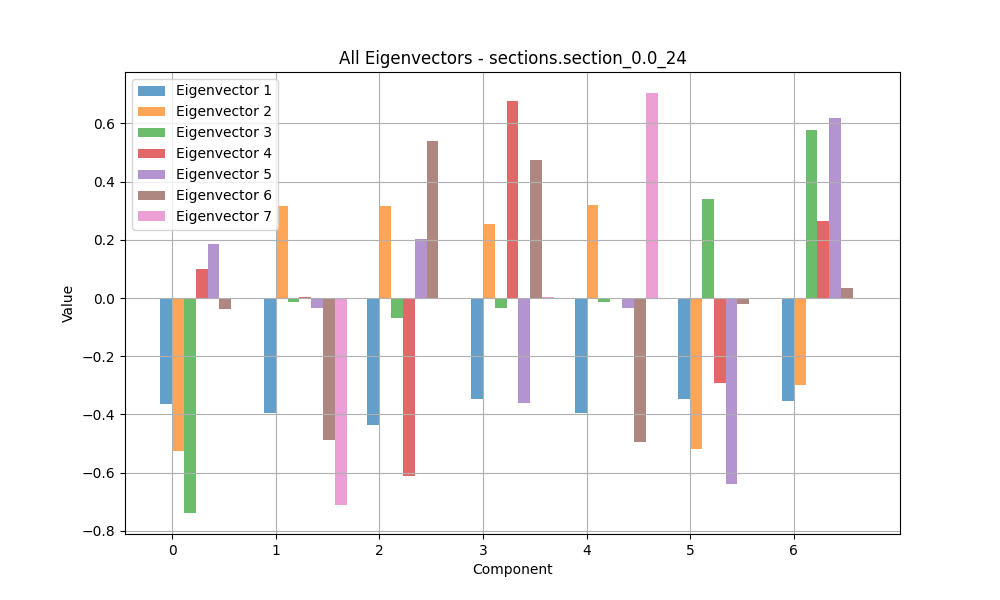 All Eigenvectors - sections.section_0.0_24
Eigenvector 1
Eigenvector 2
Eigenvector 3
Eigenvector 4
Eigenvector 5
Eigenvector 6
Eigenvector 7
0.6
0.4
0.2
0.0
−0.2
−0.4
−0.6
−0.8
Value
0 1 2 3 4 5 6
Component